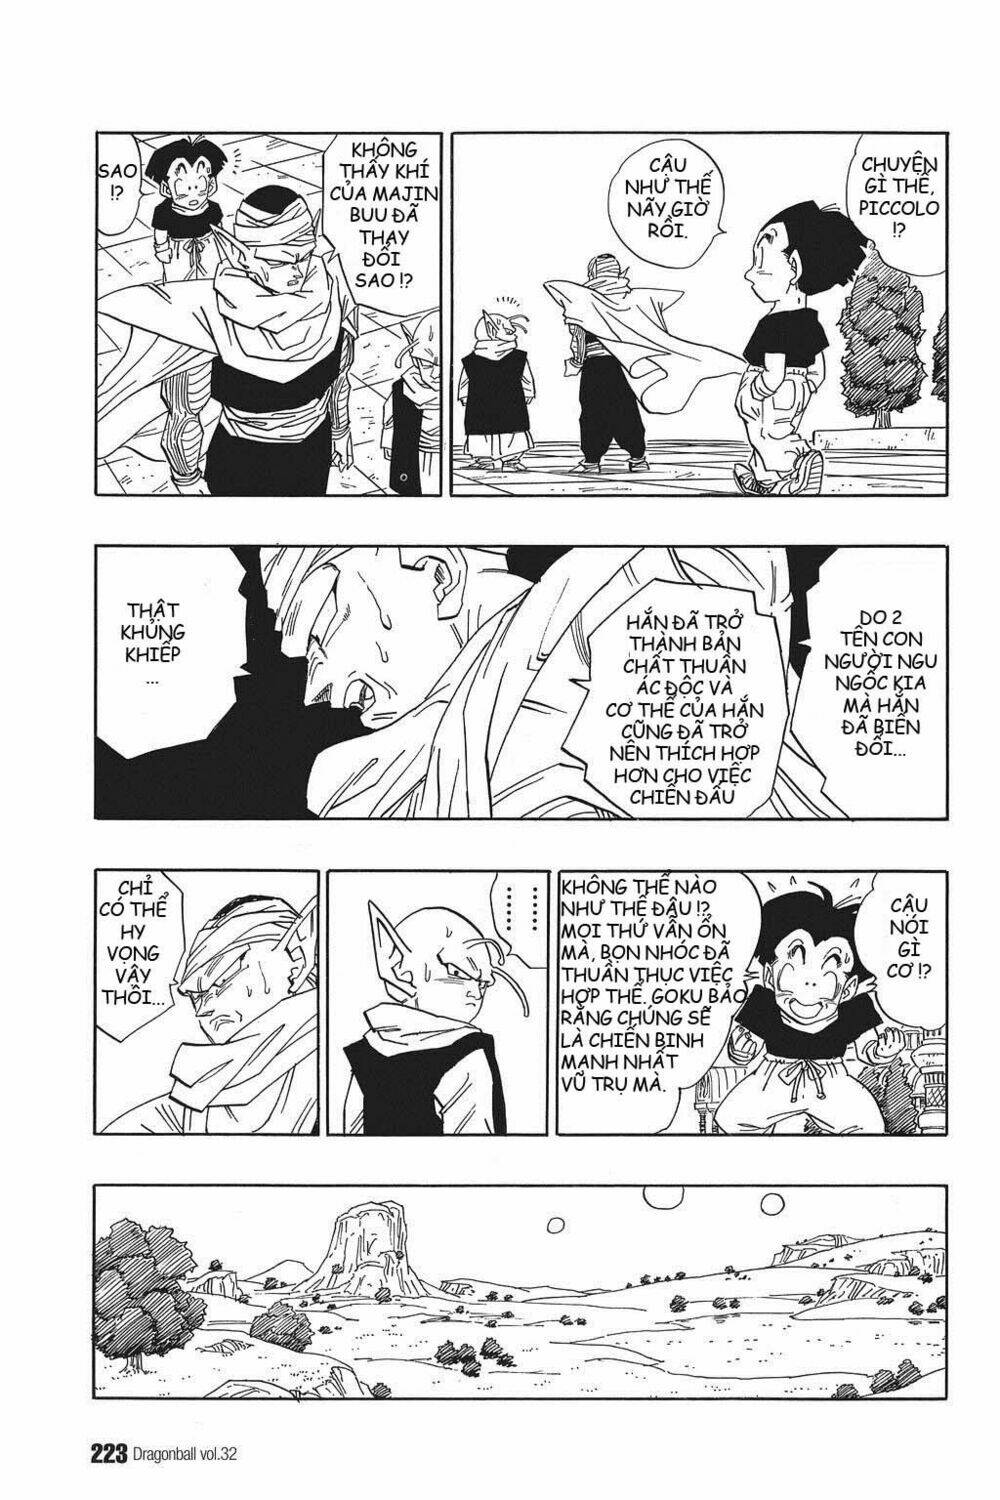 CHUYỆN
GÌ THẾ,
PICCOLO
!?
CẬU
NHƯ THẾ
NÃY GIỜ
RỒI.
KHÔNG
THẤY KHÍ
CỦA MAJIN
BUU ĐÃ
THAY
ĐỔI
SAO !?
SAO
!?
DO 2
TÊN CON
NGƯỜI NGU
NGỐC KIA
MÀ HẮN
ĐÃ BIẾN
ĐỔI...
HẮN ĐÃ TRỞ
THÀNH BẢN
CHẤT THUẦN
ÁC ĐỘC VÀ
CƠ THỂ CỦA HẮN
CŨNG ĐÃ TRỞ
NÊN THÍCH HỢP
HƠN CHO VIỆC
CHIẾN ĐẤU
THẬT
KHỦNG
KHIẾP
...
CẬU
NÓI
GÌ
CƠ !?
KHÔNG THỂ NÀO
NHƯ THẾ ĐÂU !?
MỌI THỨ VẪN ỔN
MÀ, BỌN NHÓC ĐÃ
THUẦN THỤC VIỆC
HỢP THỂ. GOKU BẢO
RẰNG CHÚNG SẼ
LÀ CHIẾN BINH
MẠNH NHẤT
VŨ TRỤ MÀ.
......
......
CHỈ
CÓ THỂ
HY
VỌNG
VẬY
THÔI...
223 Dragonball vol.32